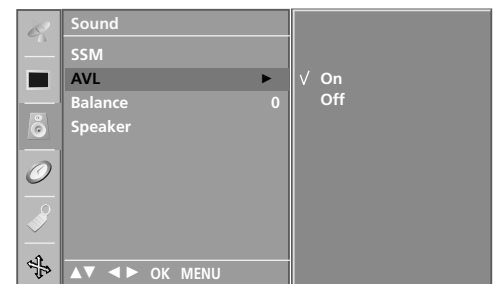 Sound
SSM
AVL ►
Balance 0
Speaker
▲▼ ◄► OK MENU
√ On
Off